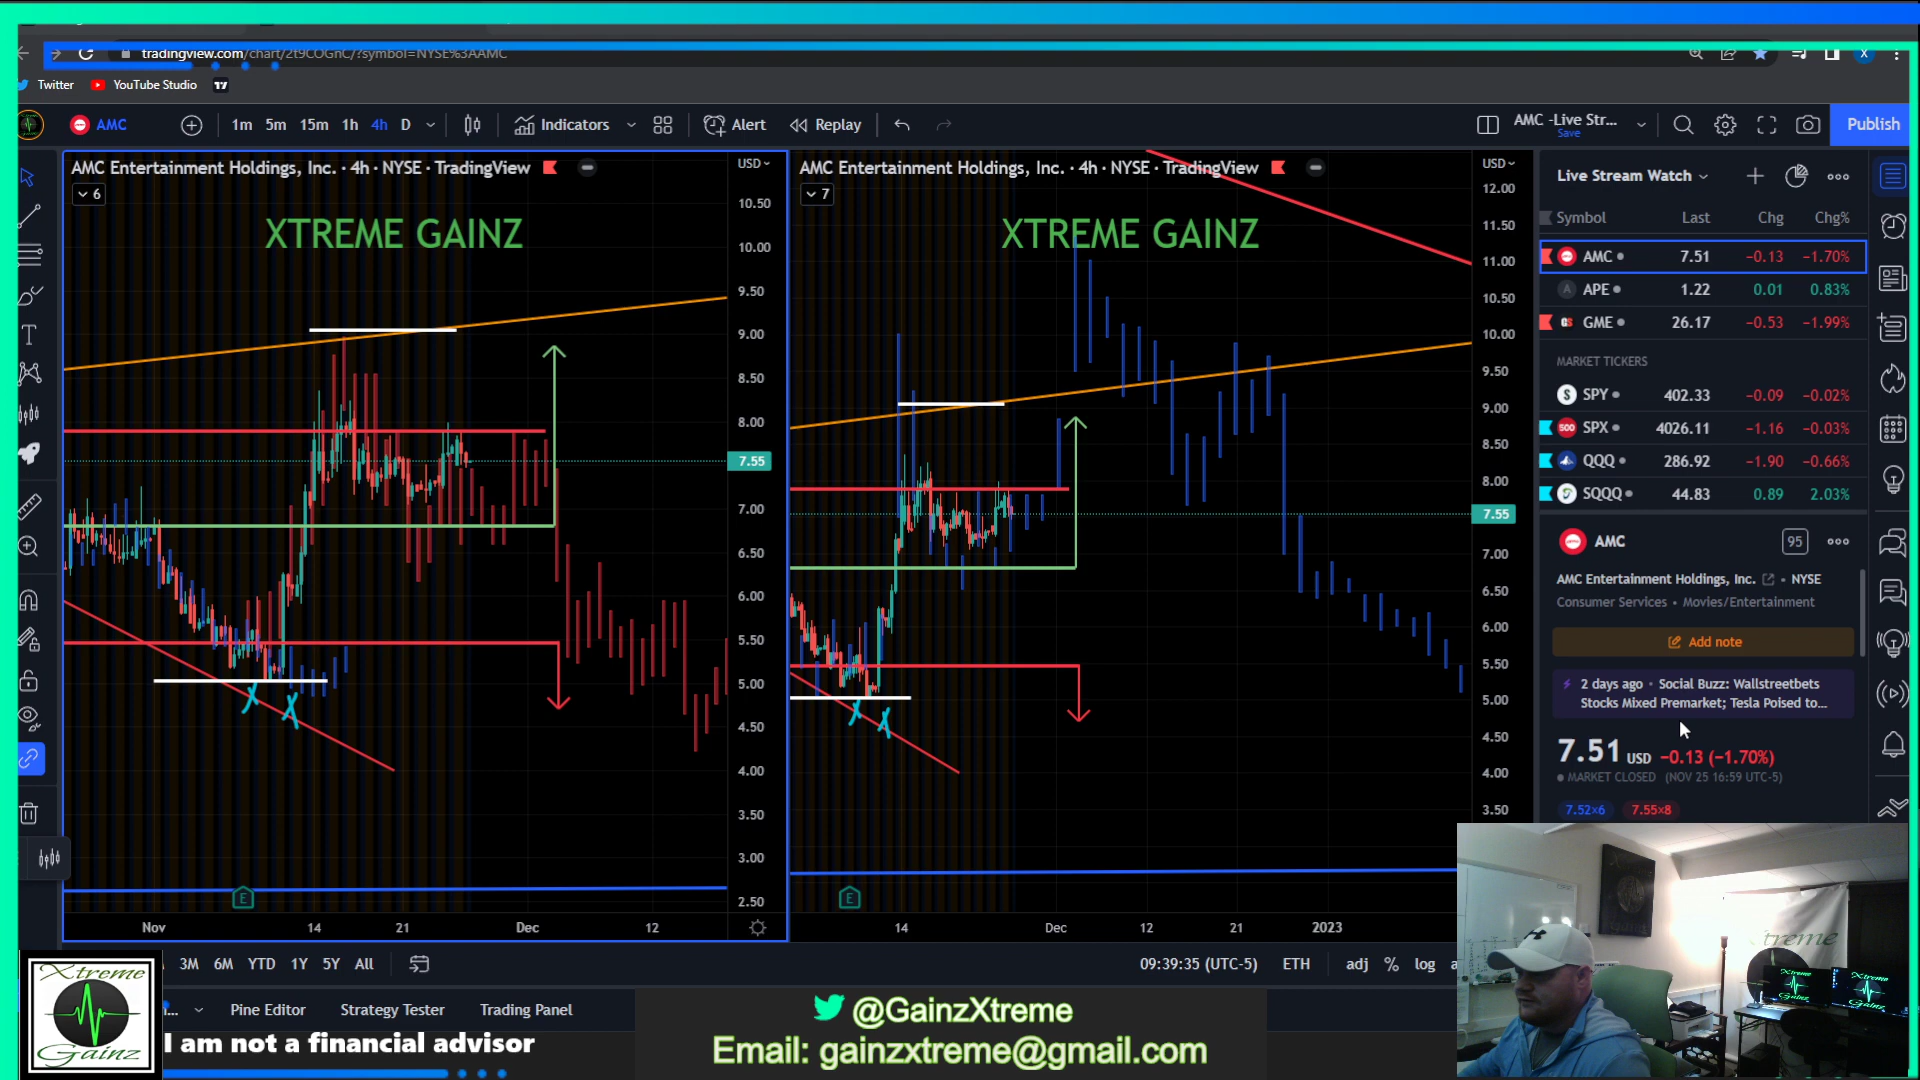 tradingview.com/chart/2t9COGnC/?symbol=NYSE%3AAMC
Twitter
YouTube Studio
AMC
1m 5m 15m 1h 4h D
Indicators
Alert
Replay
AMC -Live Str...
Save
Publish
AMC Entertainment Holdings, Inc. · 4h · NYSE · TradingView
6
XTREME GAINZ
USD
10.50
10.00
9.50
9.00
8.50
8.00
7.55
7.00
6.50
6.00
5.50
5.00
4.50
4.00
3.50
3.00
2.50
E
Nov 14 21 Dec 12
AMC Entertainment Holdings, Inc. · 4h · NYSE · TradingView
7
XTREME GAINZ
USD
12.00
11.50
11.00
10.50
10.00
9.50
9.00
8.50
8.00
7.55
7.00
6.50
6.00
5.50
5.00
4.50
4.00
3.50
E
14 Dec 12 21 2023
Live Stream Watch
Symbol Last Chg Chg%
AMC 7.51 −0.13 −1.70%
APE 1.22 0.01 0.83%
GME 26.17 −0.53 −1.99%
MARKET TICKERS
SPY 402.33 −0.09 −0.02%
SPX 4026.11 −1.16 −0.03%
QQQ 286.92 −1.90 −0.66%
SQQQ 44.83 0.89 2.03%
AMC 95
AMC Entertainment Holdings, Inc. • NYSE
Consumer Services • Movies/Entertainment
Add note
2 days ago · Social Buzz: Wallstreetbets
Stocks Mixed Premarket; Tesla Poised to...
7.51 USD −0.13 (−1.70%)
MARKET CLOSED (NOV 25 16:59 UTC-5)
7.52×6 7.55×8
3M 6M YTD 1Y 5Y All
09:39:35 (UTC-5) ETH adj % log
Pine Editor Strategy Tester Trading Panel
Xtreme
Gainz
I am not a financial advisor
@GainzXtreme
Email: gainzxtreme@gmail.com